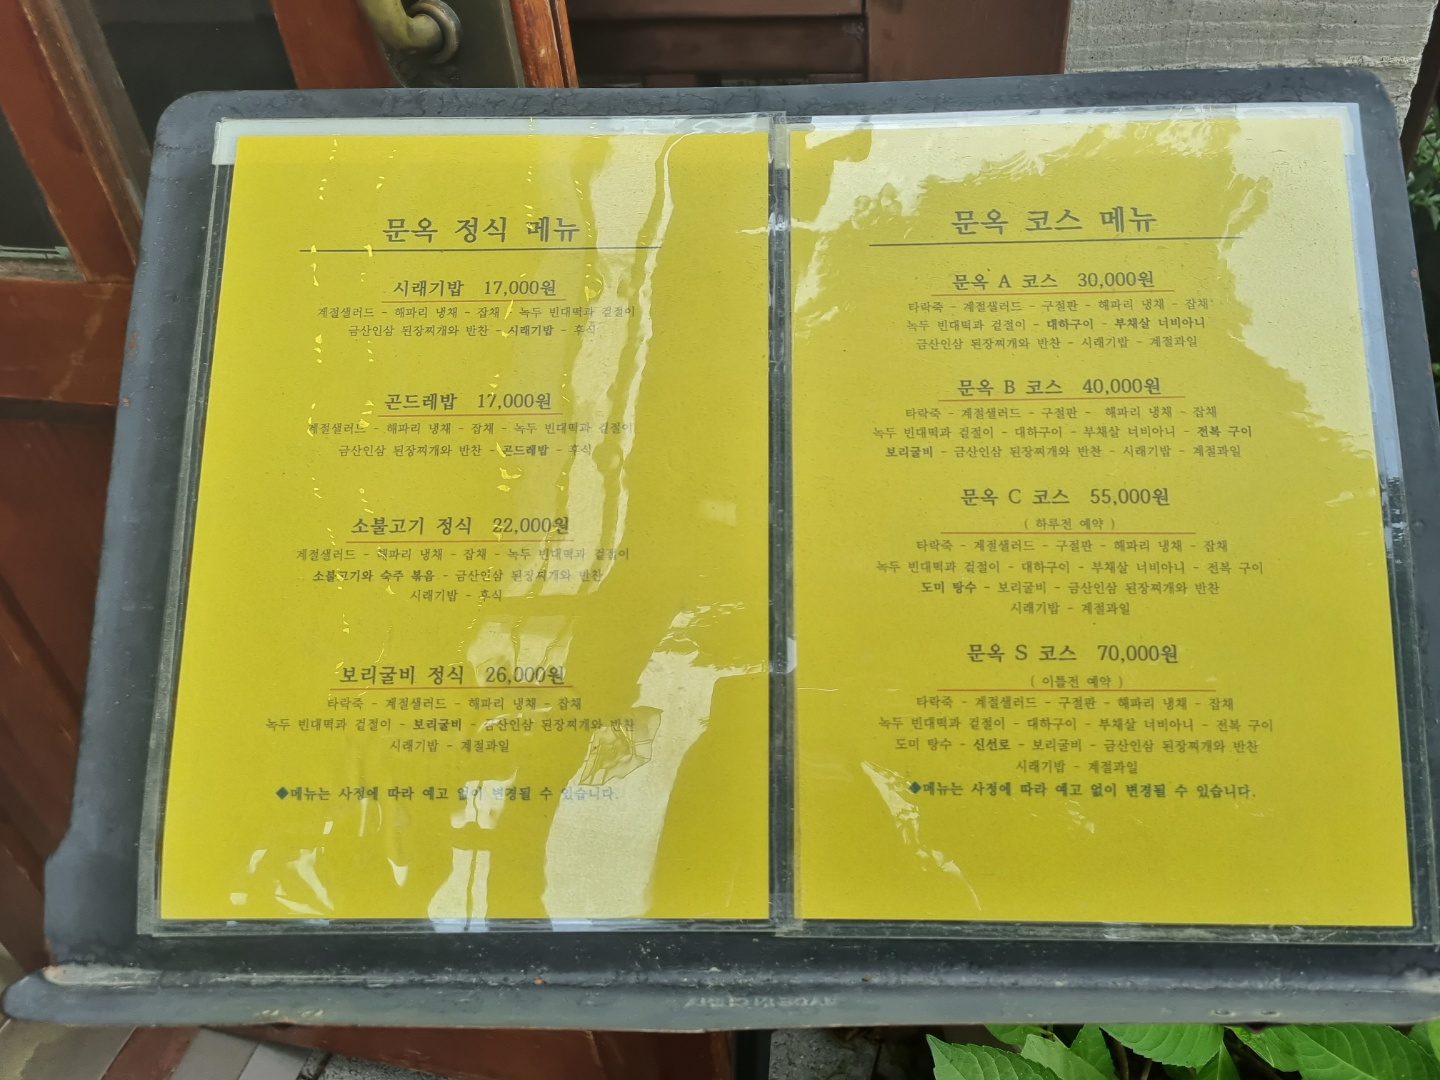 문옥 정식 메뉴
시래기밥 17,000원
계절샐러드 - 해파리 냉채 - 잡채 - 녹두 빈대떡과 겉절이
금산인삼 된장찌개와 반찬 - 시래기밥 - 후식
곤드레밥 17,000원
계절샐러드 - 해파리 냉채 - 잡채 - 녹두 빈대떡과 겉절이
금산인삼 된장찌개와 반찬 - 곤드레밥 - 후식
소불고기 정식 22,000원
계절샐러드 - 해파리 냉채 - 잡채 - 녹두 빈대떡과 겉절이
소불고기와 숙주 볶음 - 금산인삼 된장찌개와 반찬
시래기밥 - 후식
보리굴비 정식 26,000원
타락죽 - 계절샐러드 - 해파리 냉채 - 잡채
녹두 빈대떡과 겉절이 - 보리굴비 - 금산인삼 된장찌개와 반찬
시래기밥 - 계절과일
◆메뉴는 사정에 따라 예고 없이 변경될 수 있습니다.
문옥 코스 메뉴
문옥 A 코스 30,000원
타락죽 - 계절샐러드 - 구절판 - 해파리 냉채 - 잡채
녹두 빈대떡과 겉절이 - 대하구이 - 부채살 너비아니
금산인삼 된장찌개와 반찬 - 시래기밥 - 계절과일
문옥 B 코스 40,000원
타락죽 - 계절샐러드 - 구절판 - 해파리 냉채 - 잡채
녹두 빈대떡과 겉절이 - 대하구이 - 부채살 너비아니 - 전복 구이
보리굴비 - 금산인삼 된장찌개와 반찬 - 시래기밥 - 계절과일
문옥 C 코스 55,000원
( 하루전 예약 )
타락죽 - 계절샐러드 - 구절판 - 해파리 냉채 - 잡채
녹두 빈대떡과 겉절이 - 대하구이 - 부채살 너비아니 - 전복 구이
도미 탕수 - 보리굴비 - 금산인삼 된장찌개와 반찬
시래기밥 - 계절과일
문옥 S 코스 70,000원
( 이틀전 예약 )
타락죽 - 계절샐러드 - 구절판 - 해파리 냉채 - 잡채
녹두 빈대떡과 겉절이 - 대하구이 - 부채살 너비아니 - 전복 구이
도미 탕수 - 신선로 - 보리굴비 - 금산인삼 된장찌개와 반찬
시래기밥 - 계절과일
◆메뉴는 사정에 따라 예고 없이 변경될 수 있습니다.
MADE IN CHINA